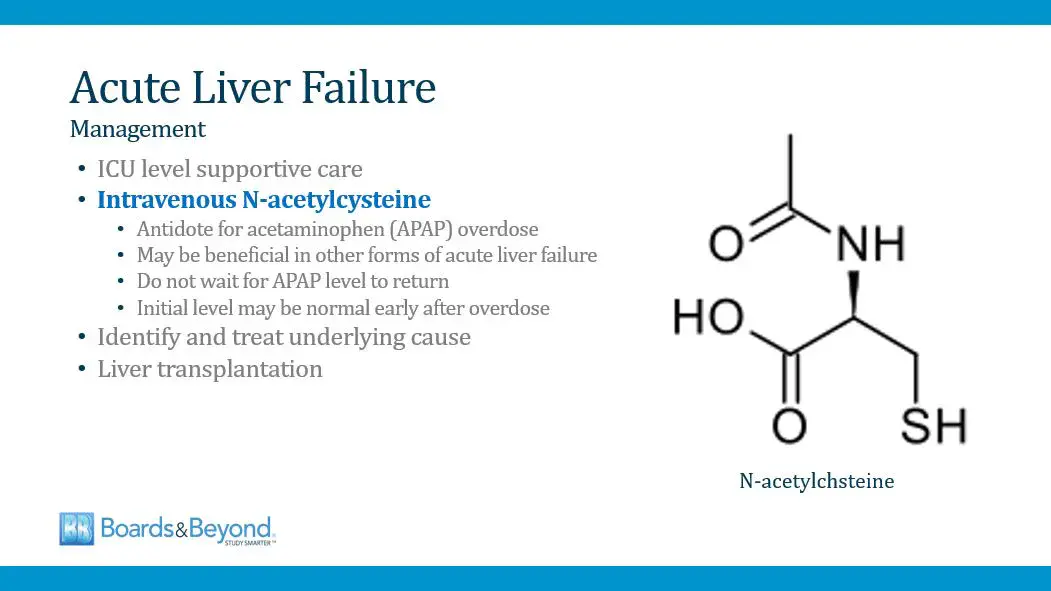 Acute Liver Failure
Management
• ICU level supportive care
• Intravenous N-acetylcysteine
• Antidote for acetaminophen (APAP) overdose
• May be beneficial in other forms of acute liver failure
• Do not wait for APAP level to return
• Initial level may be normal early after overdose
• Identify and treat underlying cause
• Liver transplantation
O
NH
HO
O
SH
N-acetylchsteine
BB Boards&Beyond.
STUDY SMARTER™